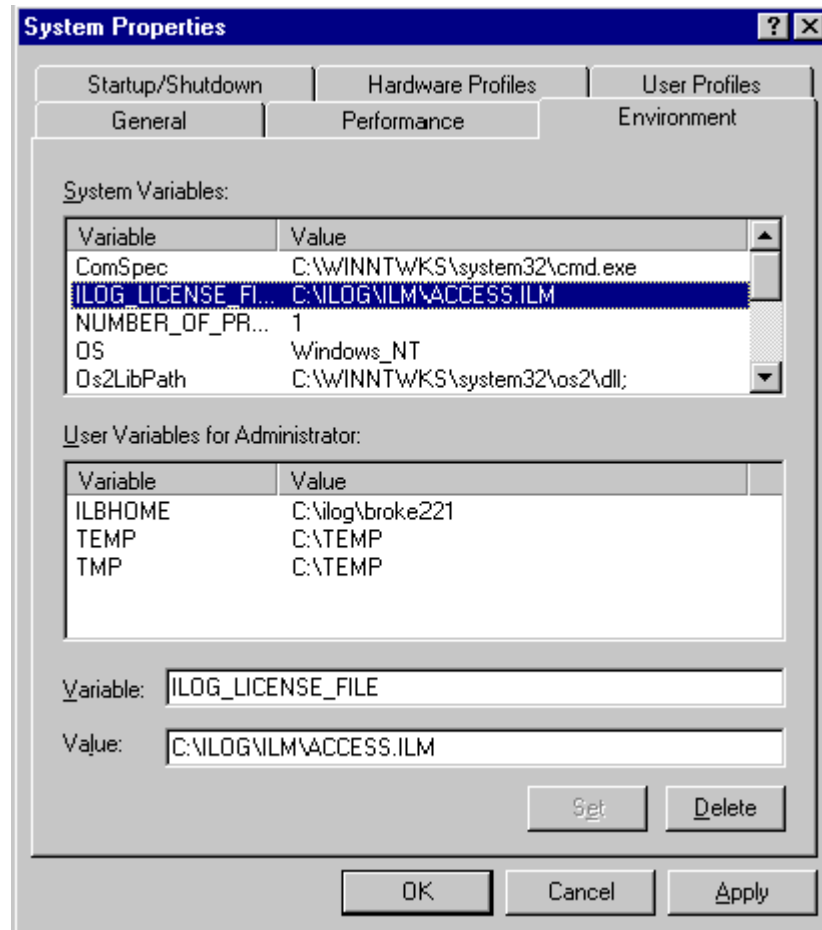 System Properties
Startup/Shutdown Hardware Profiles User Profiles
General Performance Environment
System Variables:
Variable Value
ComSpec C:\WINNTWKS\system32\cmd.exe
ILOG_LICENSE_FI... C:\ILOG\ILM\ACCESS.ILM
NUMBER_OF_PR... 1
OS Windows_NT
Os2LibPath C:\WINNTWKS\system32\os2\dll;
User Variables for Administrator:
Variable Value
ILBHOME C:\ilog\broke221
TEMP C:\TEMP
TMP C:\TEMP
Variable: ILOG_LICENSE_FILE
Value: C:\ILOG\ILM\ACCESS.ILM
Set Delete
OK Cancel Apply